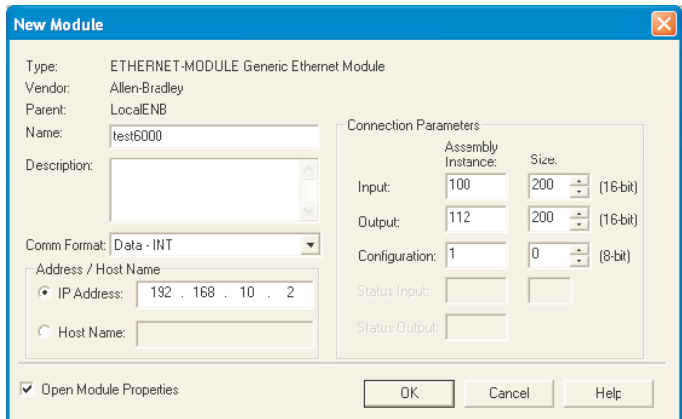 New Module
Type: ETHERNET-MODULE Generic Ethernet Module
Vendor: Allen-Bradley
Parent: LocalENB
Name: test6000
Description:
Comm Format: Data - INT
Address / Host Name
IP Address: 192 . 168 . 10 . 2
Host Name:
Connection Parameters
Assembly
Instance: Size:
Input: 100 200 (16-bit)
Output: 112 200 (16-bit)
Configuration: 1 0 (8-bit)
Status Input:
Status Output:
Open Module Properties
OK Cancel Help